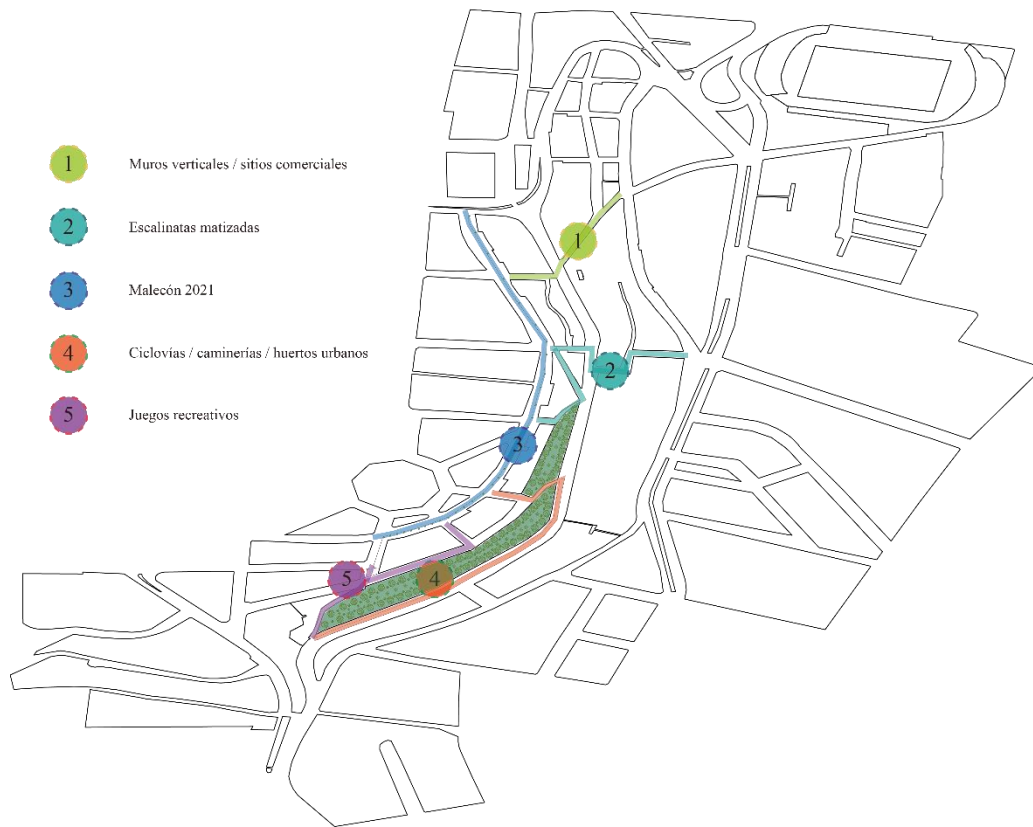 1 Muros verticales / sitios comerciales
2 Escalinatas matizadas
3 Malecón 2021
4 Ciclovías / caminerías / huertos urbanos
5 Juegos recreativos
1
2
3
5
4